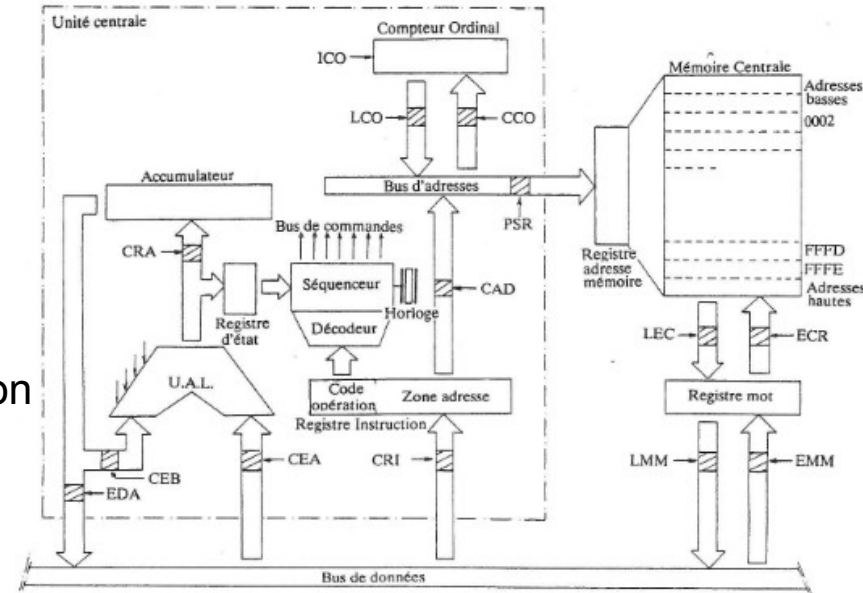 Unité centrale
Compteur Ordinal
ICO
LCO
CCO
Mémoire Centrale
Adresses
basses
0002
Accumulateur
Bus d'adresses
Bus de commandes
PSR
CRA
Séquenceur
CAD
Horloge
Registre
adresse
mémoire
FFFD
FFFE
Adresses
hautes
Registre
d'état
Décodeur
LEC
ECR
on
U.A.L.
Code
opération
Zone adresse
Registre mot
Registre Instruction
CEA
CRI
LMM
EMM
CEB
EDA
Bus de données